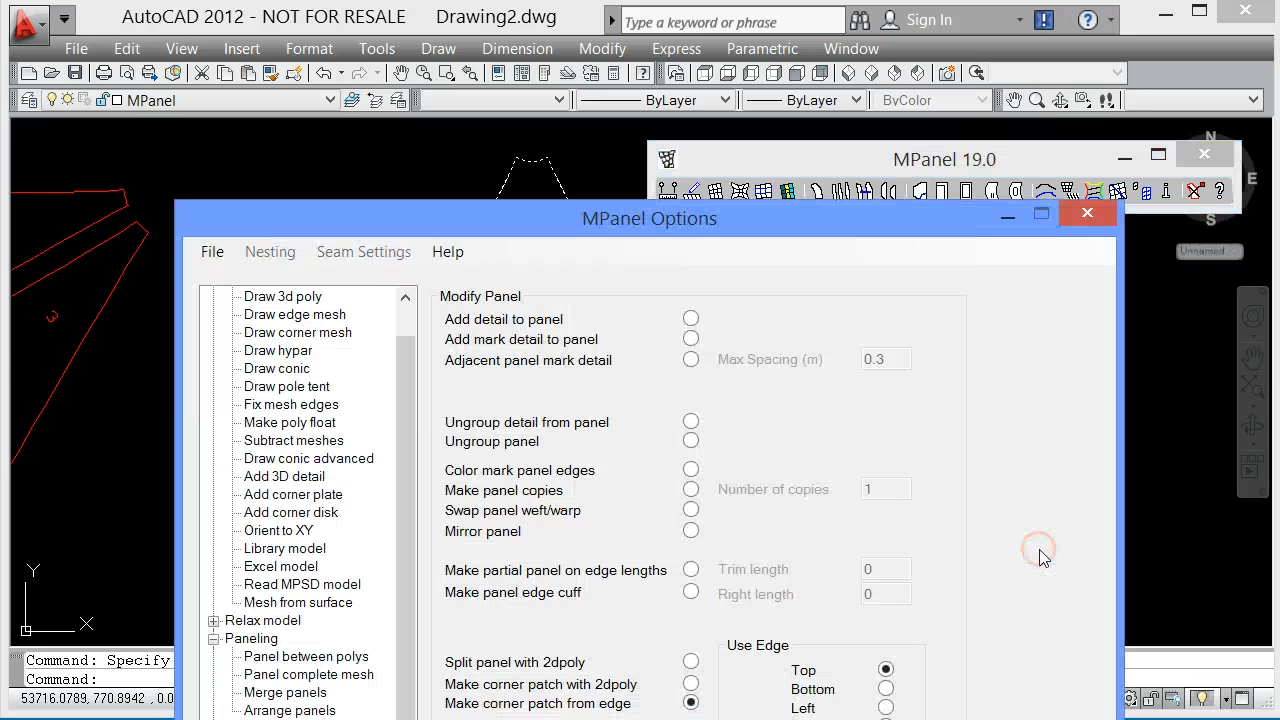 AutoCAD 2012 - NOT FOR RESALE Drawing2.dwg
Type a keyword or phrase
Sign In
File Edit View Insert Format Tools Draw Dimension Modify Express Parametric Window
MPanel
ByLayer
ByLayer
ByColor
N
MPanel 19.0
E
S
Unnamed
3
MPanel Options
File Nesting Seam Settings Help
Draw 3d poly
Draw edge mesh
Draw corner mesh
Draw hypar
Draw conic
Draw pole tent
Fix mesh edges
Make poly float
Subtract meshes
Draw conic advanced
Add 3D detail
Add corner plate
Add corner disk
Orient to XY
Library model
Excel model
Read MPSD model
Mesh from surface
Relax model
Paneling
Panel between polys
Panel complete mesh
Merge panels
Arrange panels
Modify Panel
Add detail to panel
Add mark detail to panel
Adjacent panel mark detail
Max Spacing (m) 0.3
Ungroup detail from panel
Ungroup panel
Color mark panel edges
Make panel copies
Number of copies 1
Swap panel weft/warp
Mirror panel
Make partial panel on edge lengths
Trim length 0
Make panel edge cuff
Right length 0
Split panel with 2dpoly
Make corner patch with 2dpoly
Make corner patch from edge
Use Edge
Top
Bottom
Left
Y
X
Command: Specify
Command:
53716.0789, 770.8942 , 0.0